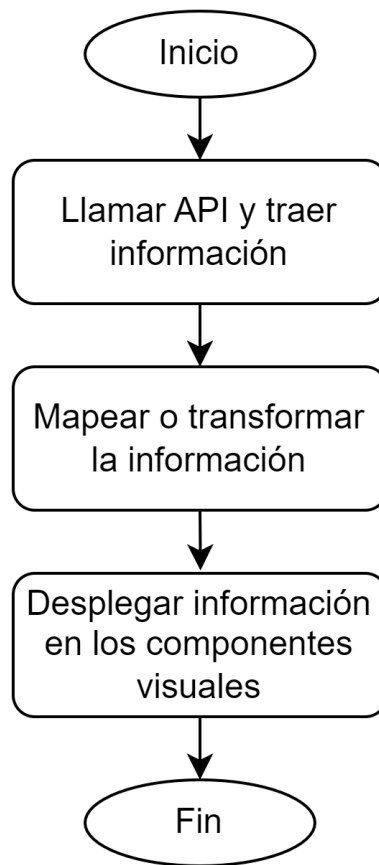 Inicio
Llamar API y traer
información
Mapear o transformar
la información
Desplegar información
en los componentes
visuales
Fin